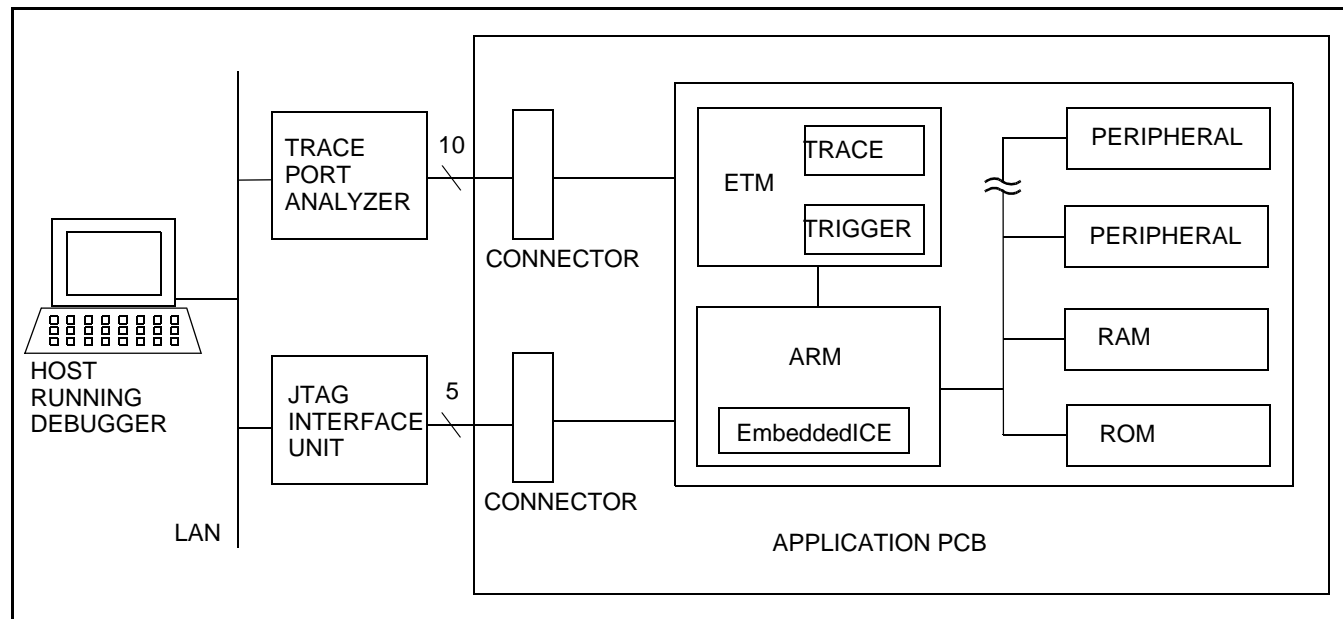 TRACE
PORT
ANALYZER
10
CONNECTOR
HOST
RUNNING
DEBUGGER
JTAG
INTERFACE
UNIT
5
CONNECTOR
LAN
ETM
TRACE
TRIGGER
ARM
EmbeddedICE
PERIPHERAL
PERIPHERAL
RAM
ROM
APPLICATION PCB